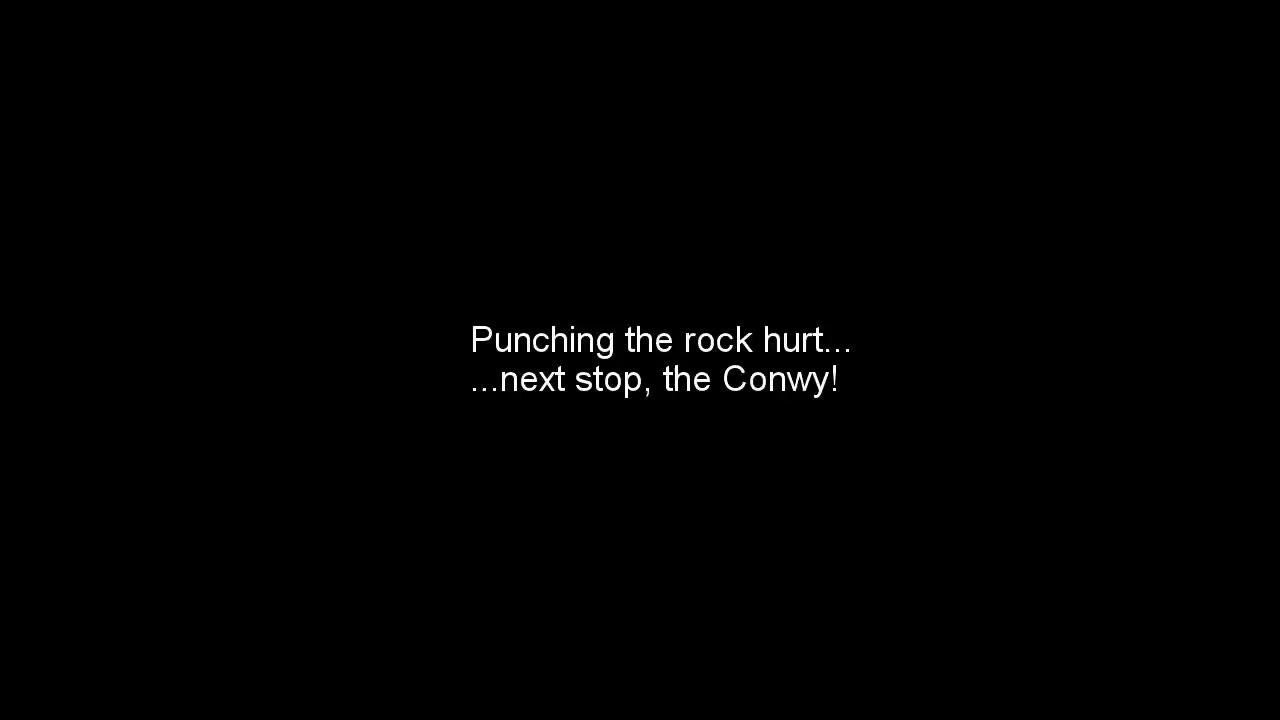 Punching the rock hurt...
...next stop, the Conwy!